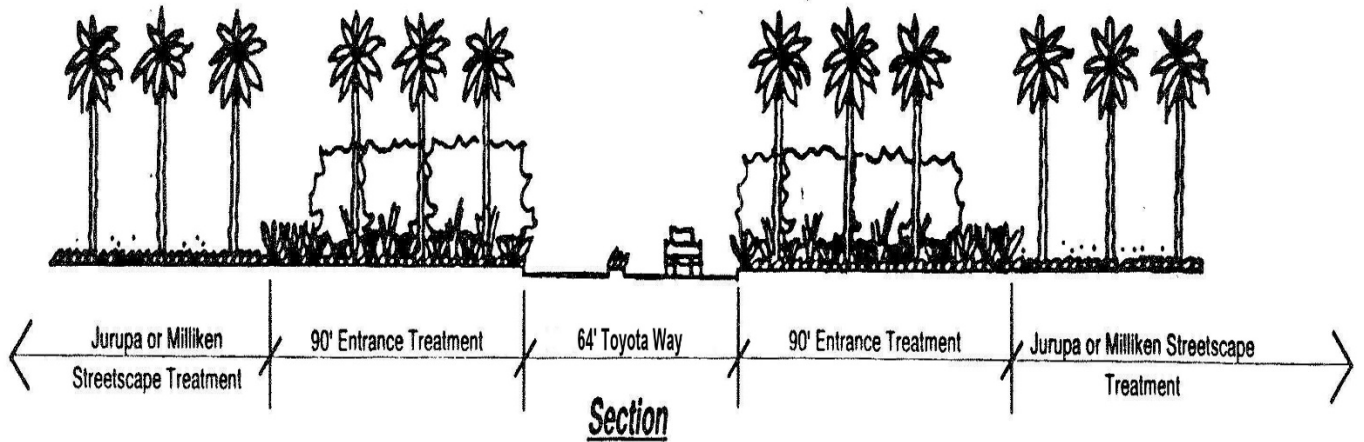 Jurupa or Milliken
Streetscape Treatment
90' Entrance Treatment
64' Toyota Way
90' Entrance Treatment
Jurupa or Milliken Streetscape
Treatment
Section